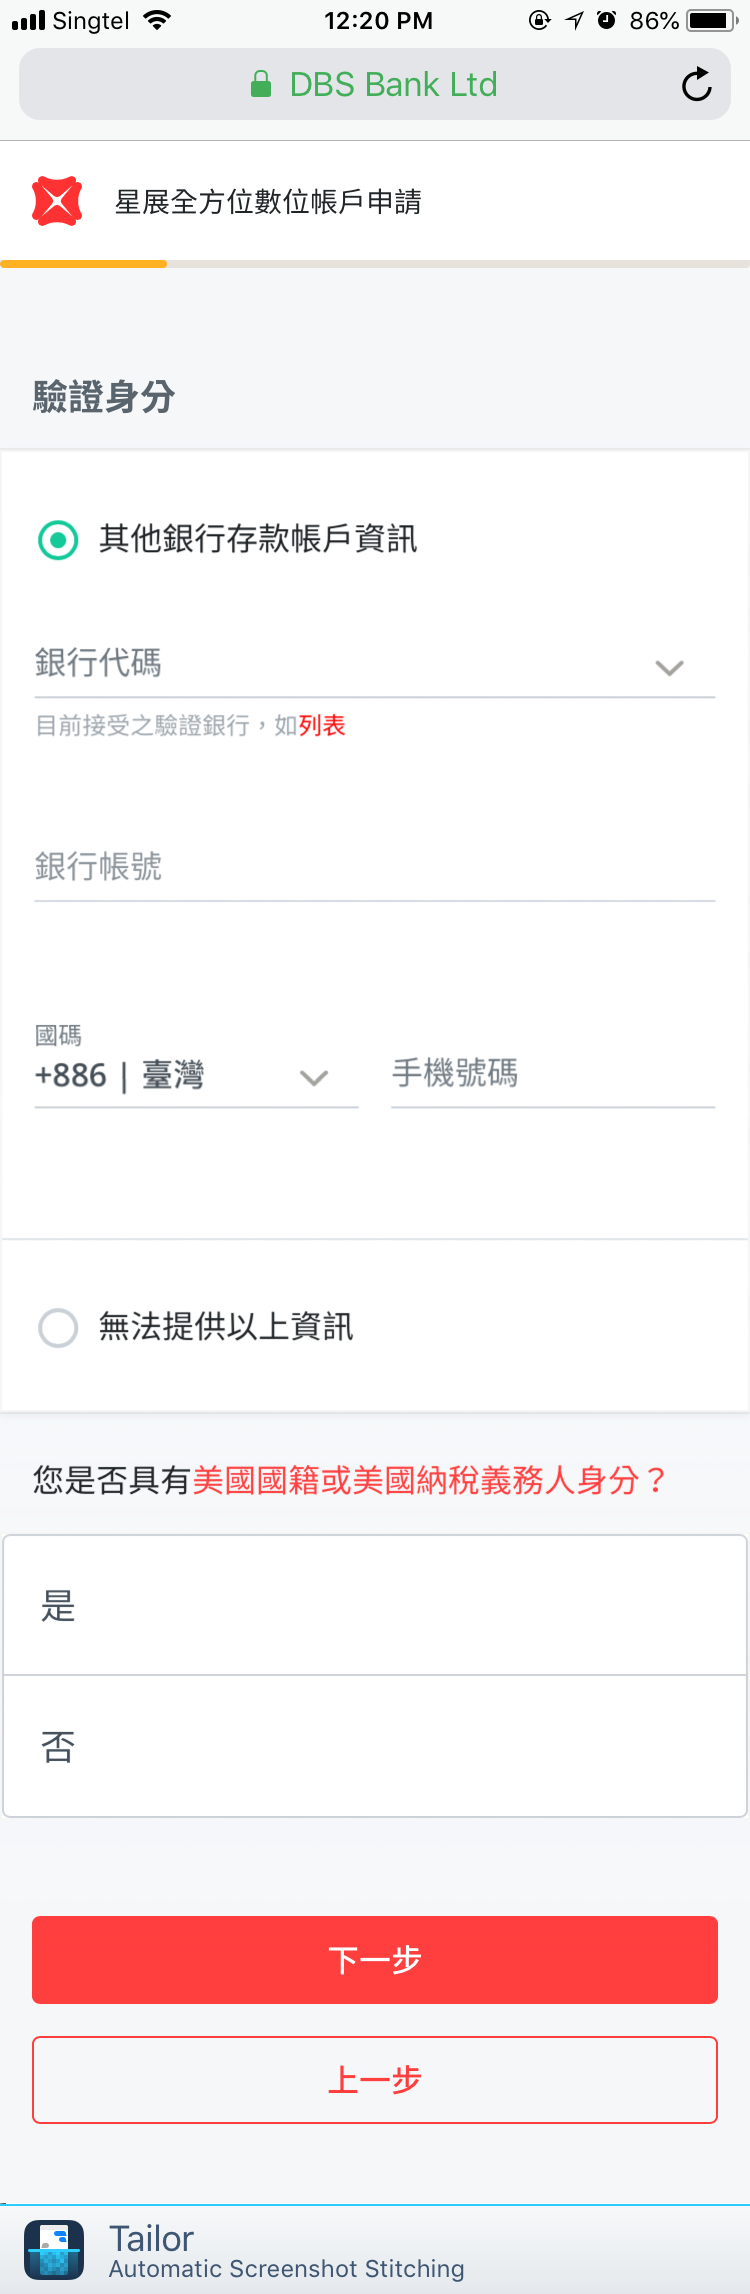 Singtel 12:20 PM 86%
DBS Bank Ltd
星展全方位數位帳戶申請
驗證身分
其他銀行存款帳戶資訊
銀行代碼
目前接受之驗證銀行，如列表
銀行帳號
國碼
+886 | 臺灣 手機號碼
無法提供以上資訊
您是否具有美國國籍或美國納稅義務人身分？
是
否
下一步
上一步
Tailor
Automatic Screenshot Stitching